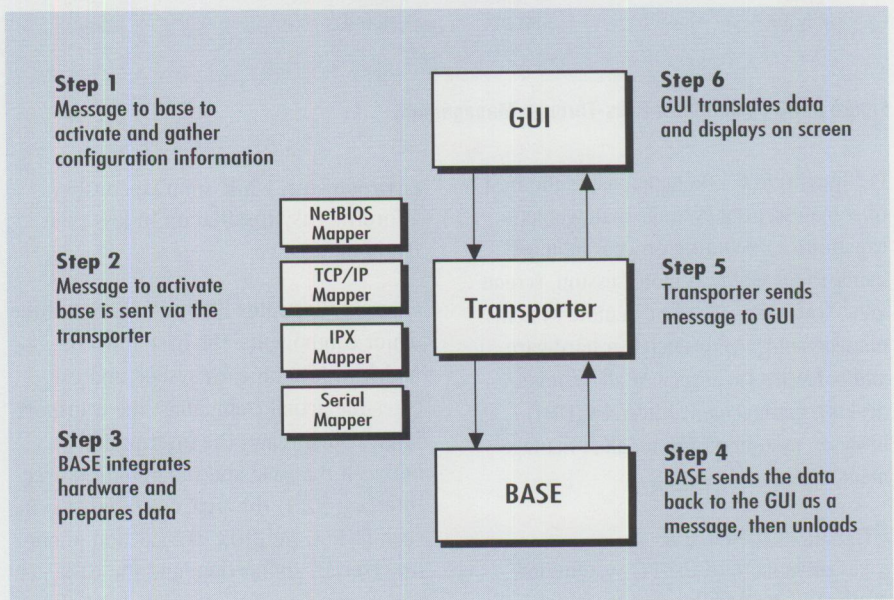 Step 1
Message to base to
activate and gather
configuration information
GUI
Step 6
GUI translates data
and displays on screen
NetBIOS
Mapper
TCP/IP
Mapper
IPX
Mapper
Serial
Mapper
Step 2
Message to activate
base is sent via the
transporter
Transporter
Step 5
Transporter sends
message to GUI
Step 3
BASE integrates
hardware and
prepares data
BASE
Step 4
BASE sends the data
back to the GUI as a
message, then unloads